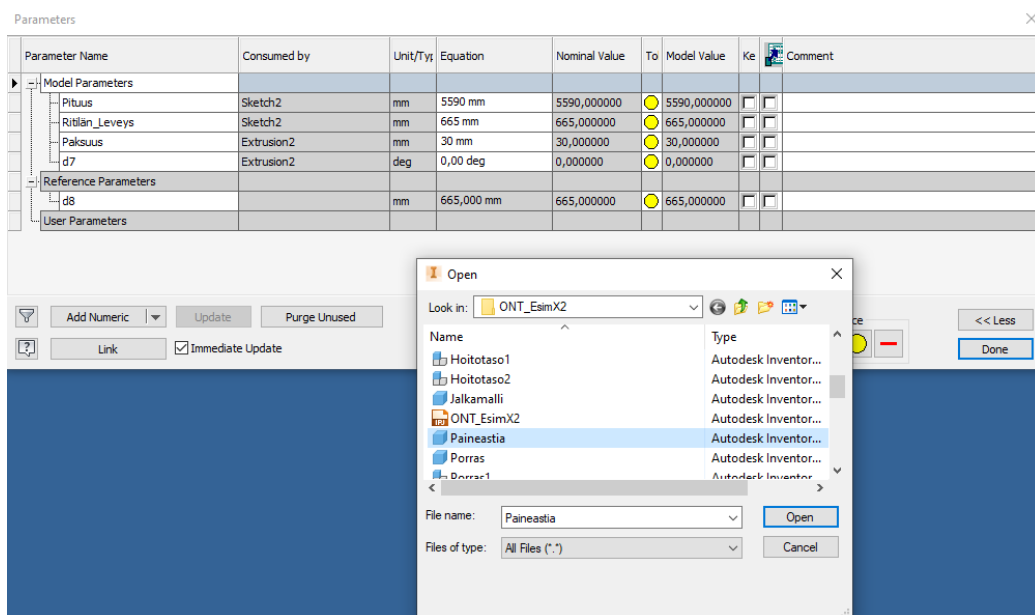 Parameters
Parameter Name Consumed by Unit/Typ Equation Nominal Value To Model Value Ke Comment
Model Parameters
Pituus Sketch2 mm 5590 mm 5590,000000 5590,000000
Ritilän_Leveys Sketch2 mm 665 mm 665,000000 665,000000
Paksuus Extrusion2 mm 30 mm 30,000000 30,000000
d7 Extrusion2 deg 0,00 deg 0,000000 0,000000
Reference Parameters
d8 mm 665,000 mm 665,000000 665,000000
User Parameters
Add Numeric Update Purge Unused ce << Less
Link Immediate Update Done
Open
Look in: ONT_EsimX2
Name Type
Hoitotaso1 Autodesk Inventor...
Hoitotaso2 Autodesk Inventor...
Jalkamalli Autodesk Inventor...
ONT_EsimX2 Autodesk Inventor...
Paineastia Autodesk Inventor...
Porras Autodesk Inventor...
Porras1 Autodesk Inventor...
File name: Paineastia Open
Files of type: All Files (*.*) Cancel